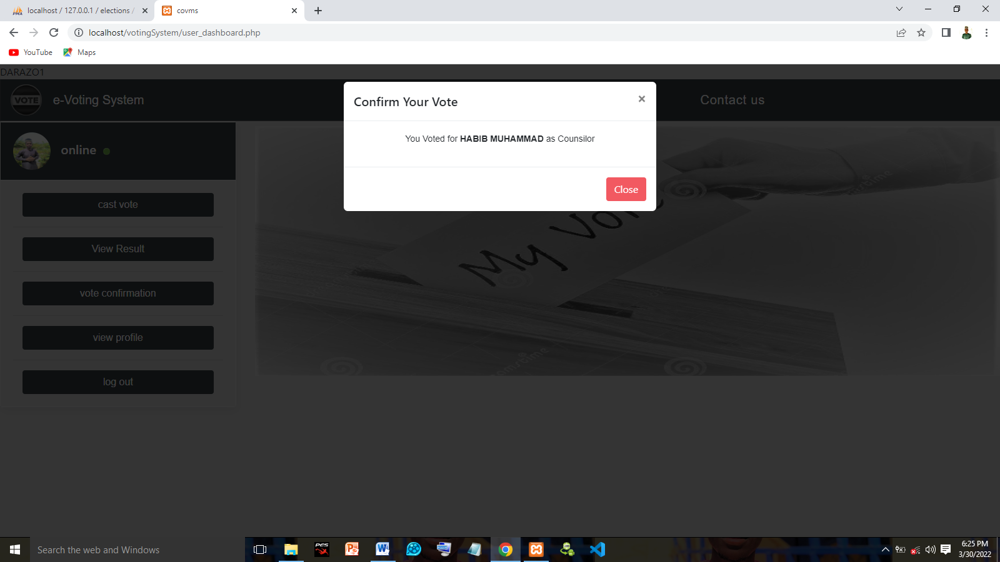 localhost / 127.0.0.1 / elections /
covms
localhost/votingSystem/user_dashboard.php
YouTube
Maps
DARAZO1
VOTE
e-Voting System
Contact us
Confirm Your Vote
×
You Voted for HABIB MUHAMMAD as Counsilor
Close
online
cast vote
View Result
vote confirmation
view profile
log out
My Vote
Search the web and Windows
6:25 PM
3/30/2022